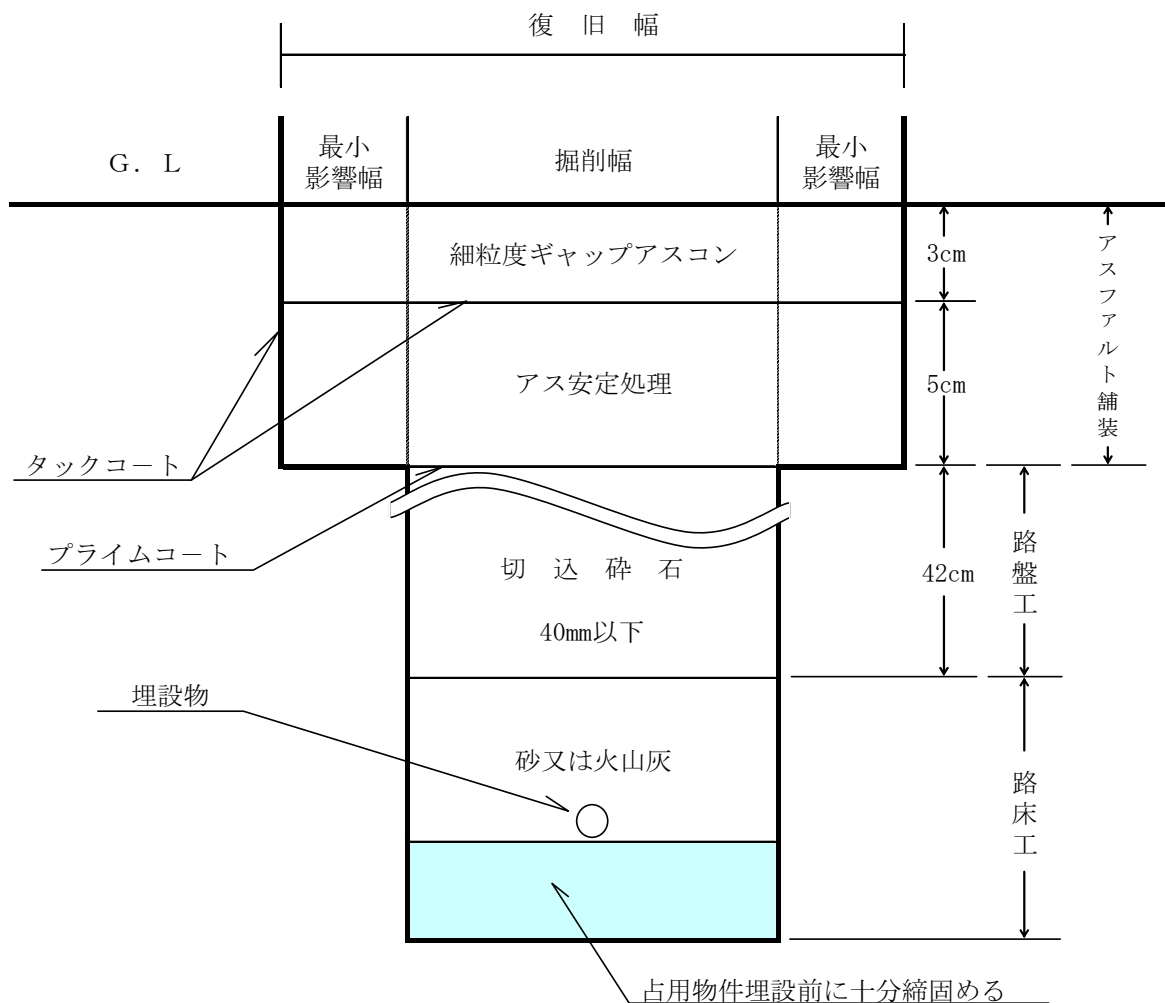 復 旧 幅
G. L
最小
影響幅
掘削幅
最小
影響幅
細粒度ギャップアスコン
3cm
アスファルト舗装
アス安定処理
5cm
タックコート
プライムコート
切 込 砕 石
40mm以下
42cm
路盤工
埋設物
砂又は火山灰
路床工
占用物件埋設前に十分締固める